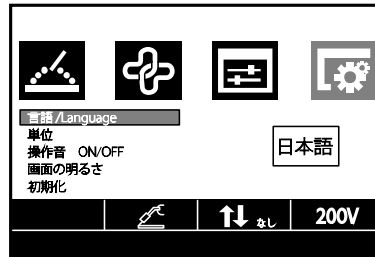 言語/Language
単位
操作音 ON/OFF
画面の明るさ
初期化
日本語
なし 200V